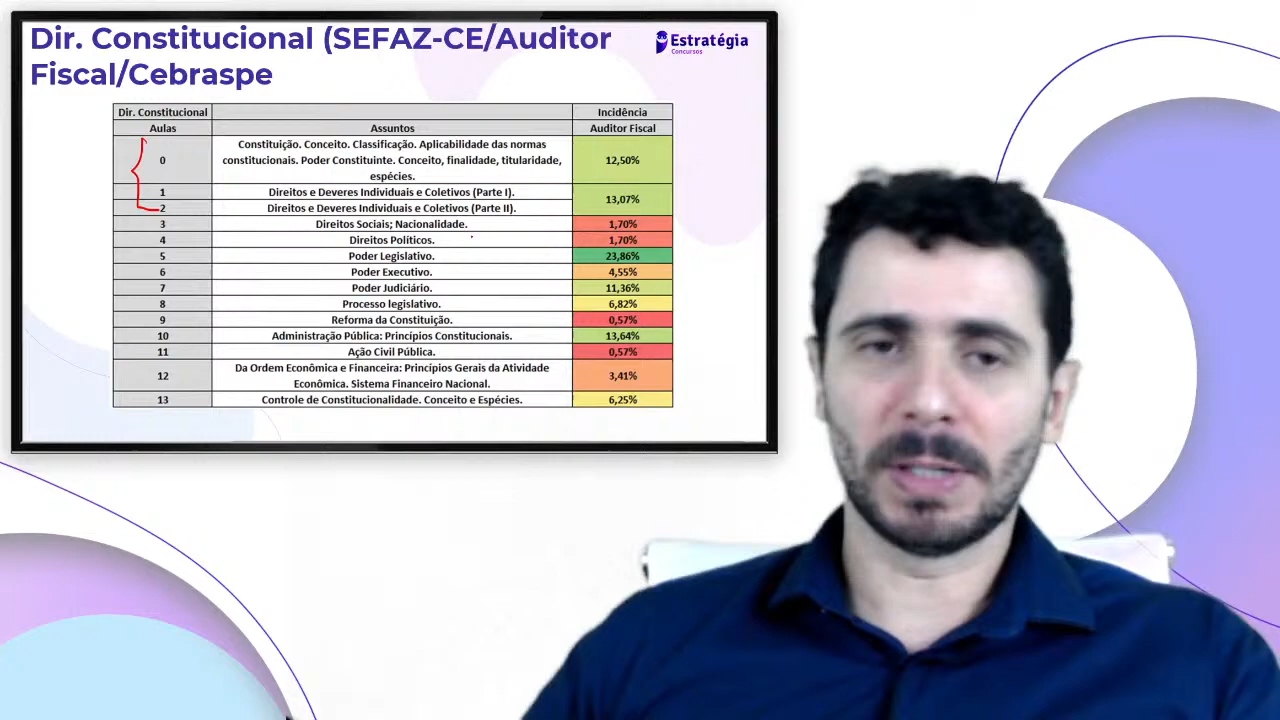 Dir. Constitucional (SEFAZ-CE/Auditor
Fiscal/Cebraspe
Estratégia
Concursos
Dir. Constitucional Incidência
Aulas Assuntos Auditor Fiscal
0 Constituição. Conceito. Classificação. Aplicabilidade das normas
constitucionais. Poder Constituinte. Conceito, finalidade, titularidade,
espécies. 12,50%
1 Direitos e Deveres Individuais e Coletivos (Parte I). 13,07%
2 Direitos e Deveres Individuais e Coletivos (Parte II).
3 Direitos Sociais; Nacionalidade. 1,70%
4 Direitos Políticos. 1,70%
5 Poder Legislativo. 23,86%
6 Poder Executivo. 4,55%
7 Poder Judiciário. 11,36%
8 Processo legislativo. 6,82%
9 Reforma da Constituição. 0,57%
10 Administração Pública: Princípios Constitucionais. 13,64%
11 Ação Civil Pública. 0,57%
12 Da Ordem Econômica e Financeira: Princípios Gerais da Atividade
Econômica. Sistema Financeiro Nacional. 3,41%
13 Controle de Constitucionalidade. Conceito e Espécies. 6,25%